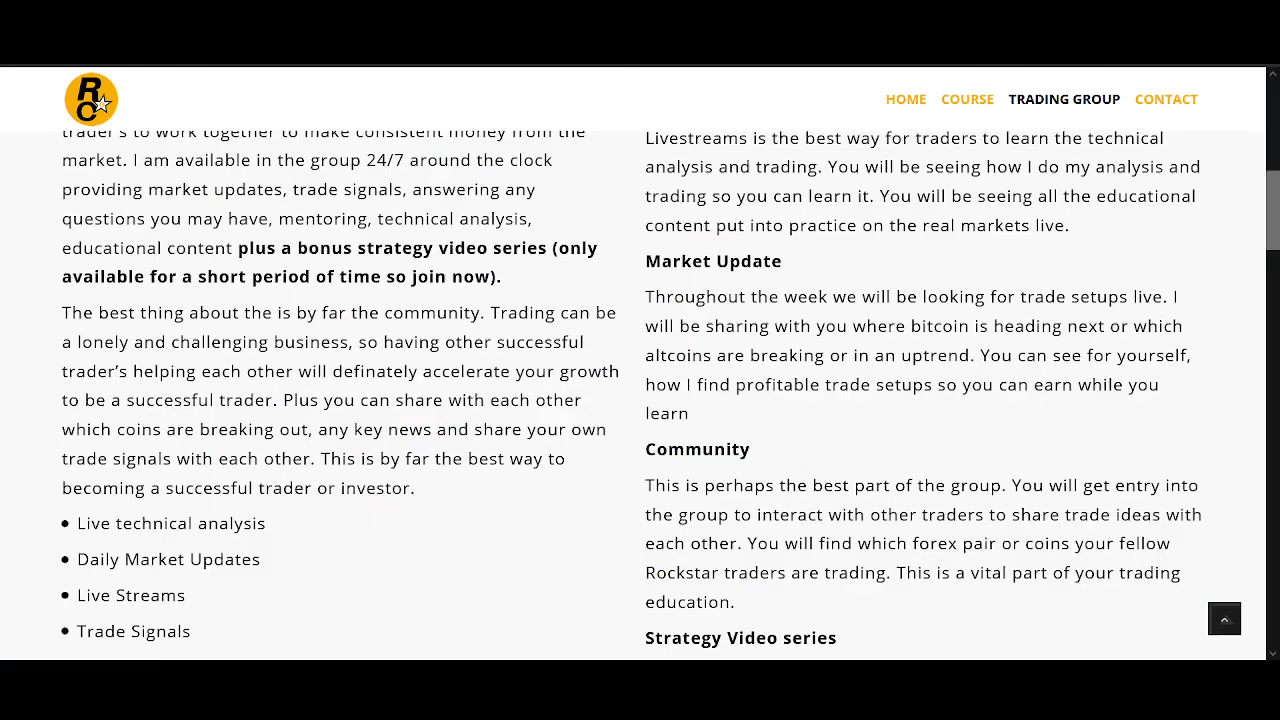 RC
HOME COURSE TRADING GROUP CONTACT
trader's to work together to make consistent money from the
market. I am available in the group 24/7 around the clock
providing market updates, trade signals, answering any
questions you may have, mentoring, technical analysis,
educational content plus a bonus strategy video series (only
available for a short period of time so join now).
The best thing about the is by far the community. Trading can be
a lonely and challenging business, so having other successful
trader’s helping each other will definately accelerate your growth
to be a successful trader. Plus you can share with each other
which coins are breaking out, any key news and share your own
trade signals with each other. This is by far the best way to
becoming a successful trader or investor.
• Live technical analysis
• Daily Market Updates
• Live Streams
• Trade Signals
Livestreams is the best way for traders to learn the technical
analysis and trading. You will be seeing how I do my analysis and
trading so you can learn it. You will be seeing all the educational
content put into practice on the real markets live.
Market Update
Throughout the week we will be looking for trade setups live. I
will be sharing with you where bitcoin is heading next or which
altcoins are breaking or in an uptrend. You can see for yourself,
how I find profitable trade setups so you can earn while you
learn
Community
This is perhaps the best part of the group. You will get entry into
the group to interact with other traders to share trade ideas with
each other. You will find which forex pair or coins your fellow
Rockstar traders are trading. This is a vital part of your trading
education.
Strategy Video series